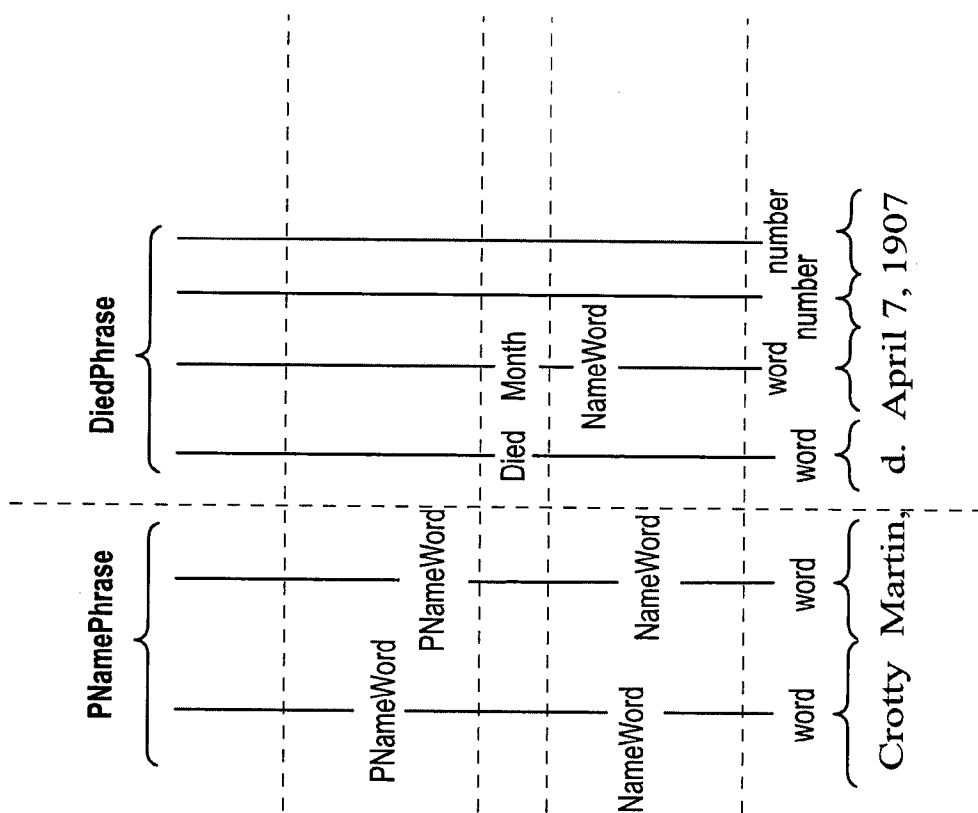 PNamePhrase DiedPhrase
PNameWord PNameWord
Died Month
NameWord NameWord NameWord
word word word word number number
Crotty Martin, d. April 7, 1907